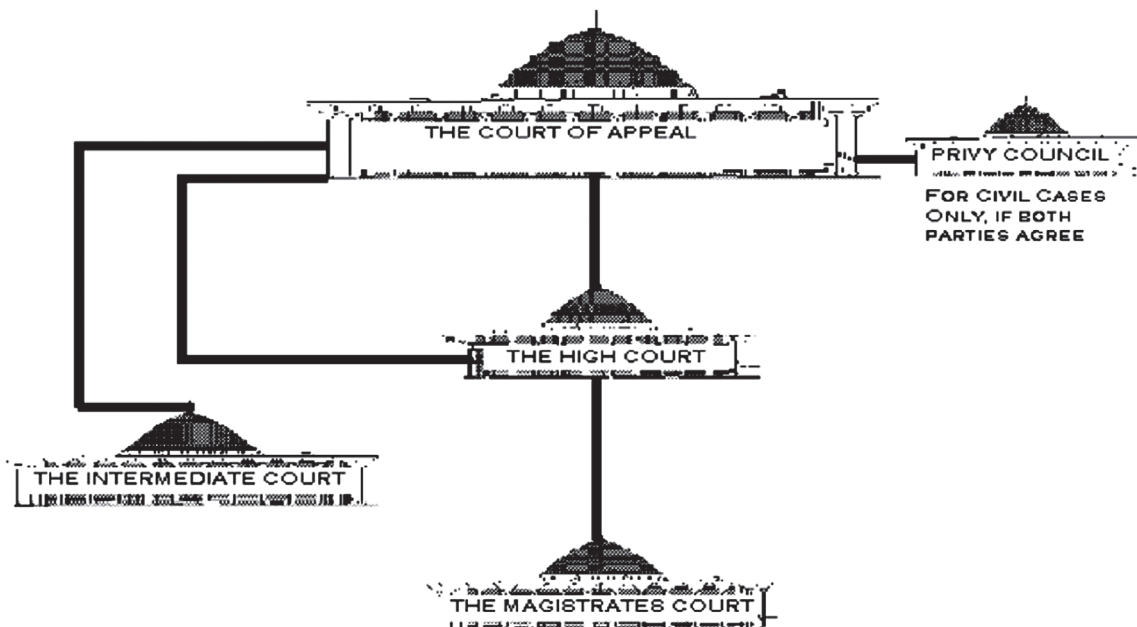 THE COURT OF APPEAL
PRIVY COUNCIL
FOR CIVIL CASES
ONLY, IF BOTH
PARTIES AGREE
THE HIGH COURT
THE INTERMEDIATE COURT
THE MAGISTRATES COURT